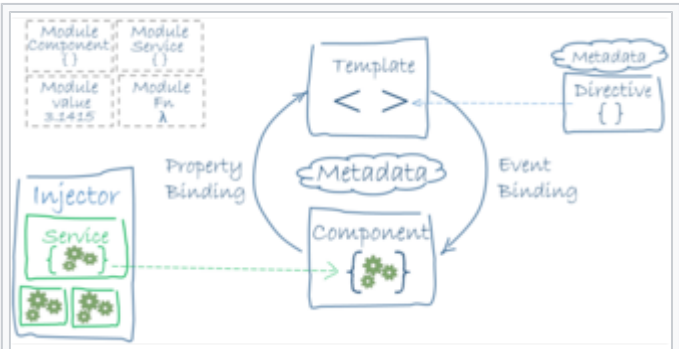 Module
Component
{ }
Module
Service
{ }
Module
value
3.1415
Module
Fn
λ
Template
< >
Metadata
Directive
{ }
Property
Binding
Metadata
Event
Binding
Injector
Service
{ }
Component
{ }